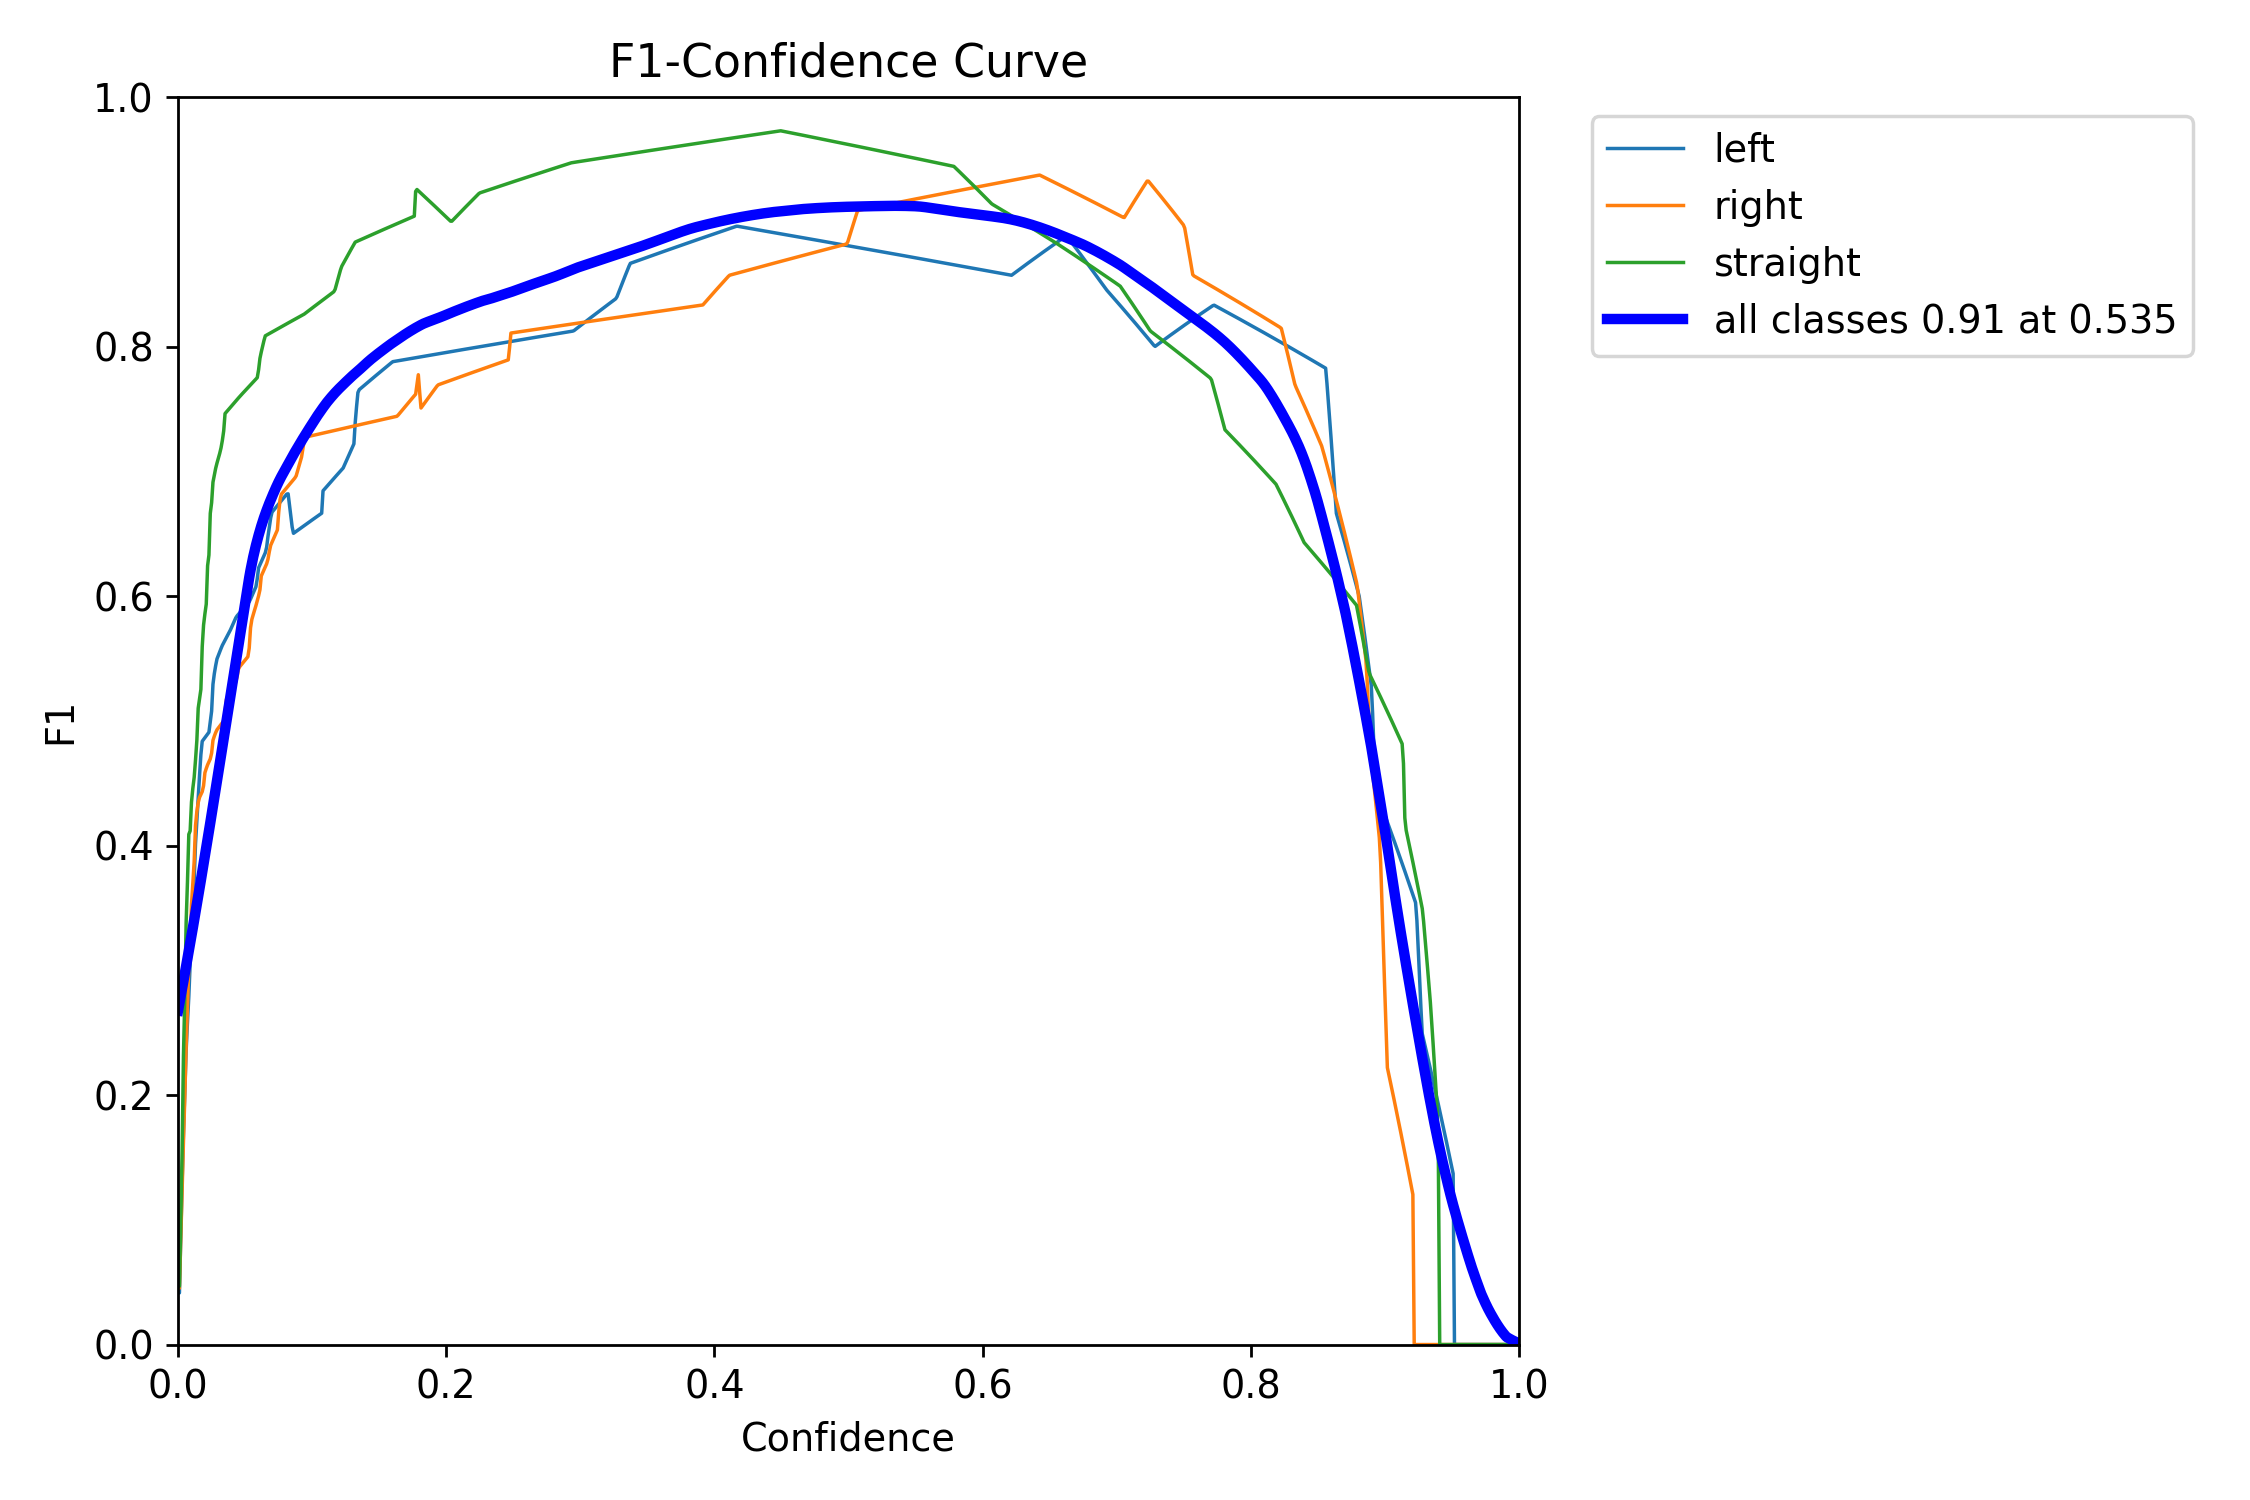 F1-Confidence Curve
1.0
0.8
0.6
0.4
0.2
0.0
F1
0.0 0.2 0.4 0.6 0.8 1.0
Confidence
left
right
straight
all classes 0.91 at 0.535